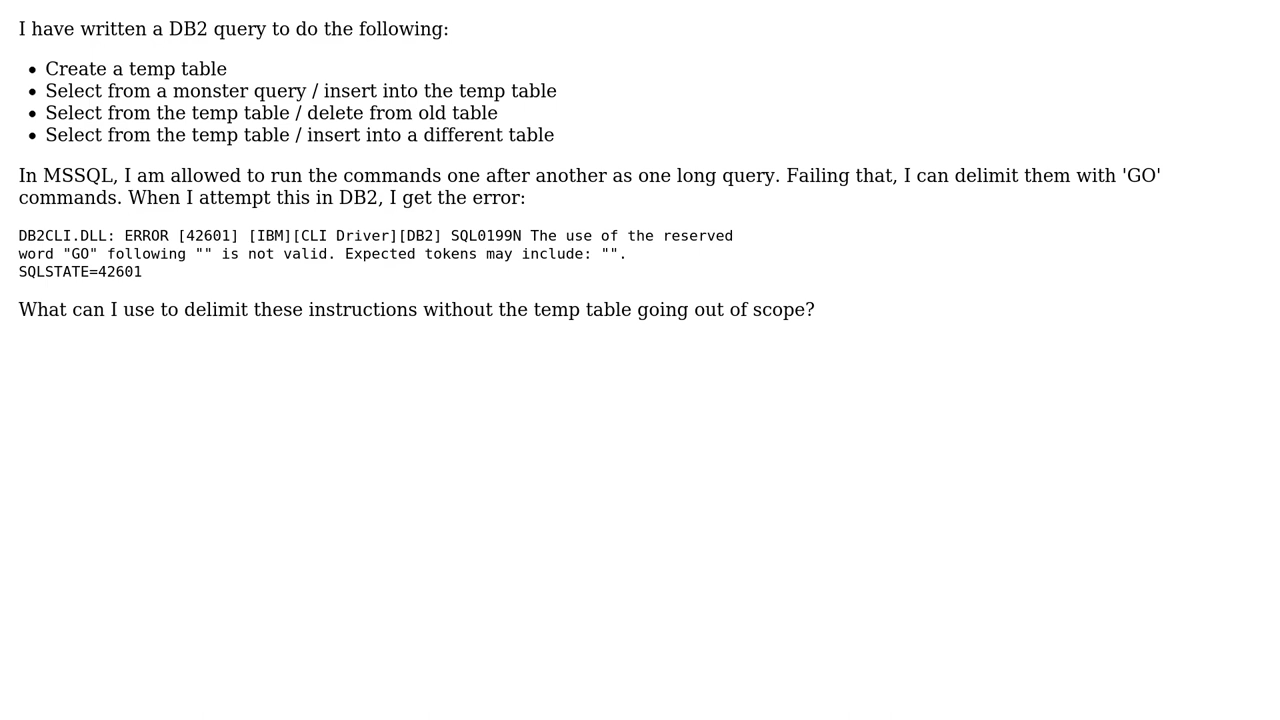 I have written a DB2 query to do the following:
• Create a temp table
• Select from a monster query / insert into the temp table
• Select from the temp table / delete from old table
• Select from the temp table / insert into a different table
In MSSQL, I am allowed to run the commands one after another as one long query. Failing that, I can delimit them with 'GO'
commands. When I attempt this in DB2, I get the error:
DB2CLI.DLL: ERROR [42601] [IBM][CLI Driver][DB2] SQL0199N The use of the reserved
word "GO" following "" is not valid. Expected tokens may include: "".
SQLSTATE=42601
What can I use to delimit these instructions without the temp table going out of scope?